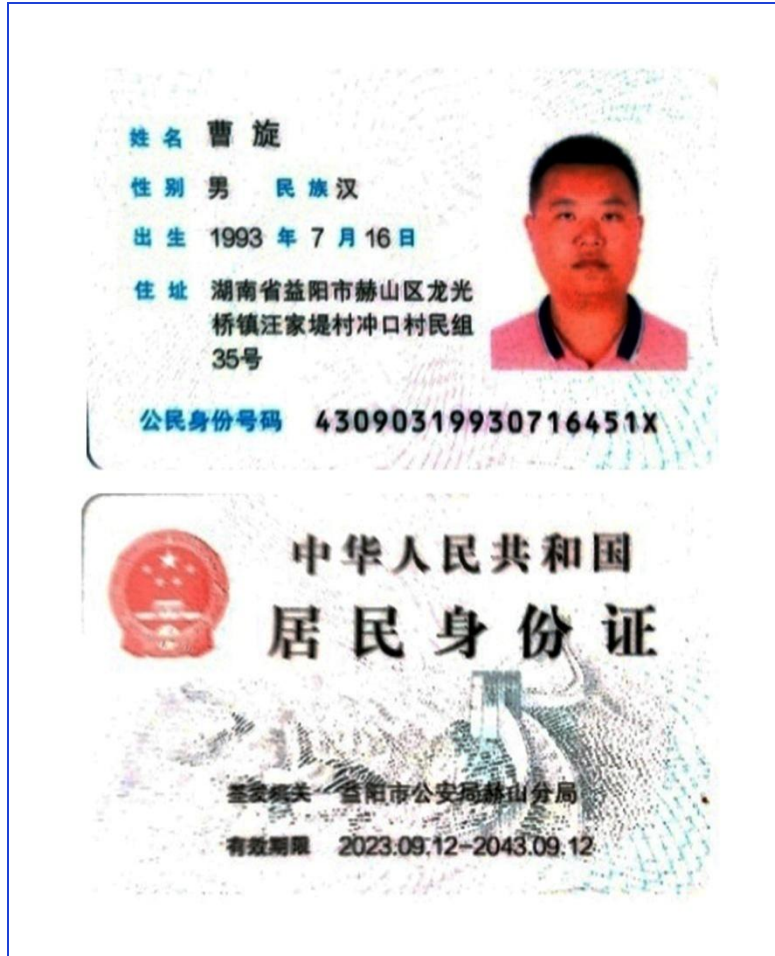 姓名 曹旋
性别 男 民族 汉
出生 1993 年 7 月 16 日
住址 湖南省益阳市赫山区龙光
桥镇汪家堤村冲口村民组
35号
公民身份号码 43090319930716451X
中华人民共和国
居民身份证
签发机关 益阳市公安局赫山分局
有效期限 2023.09.12-2043.09.12